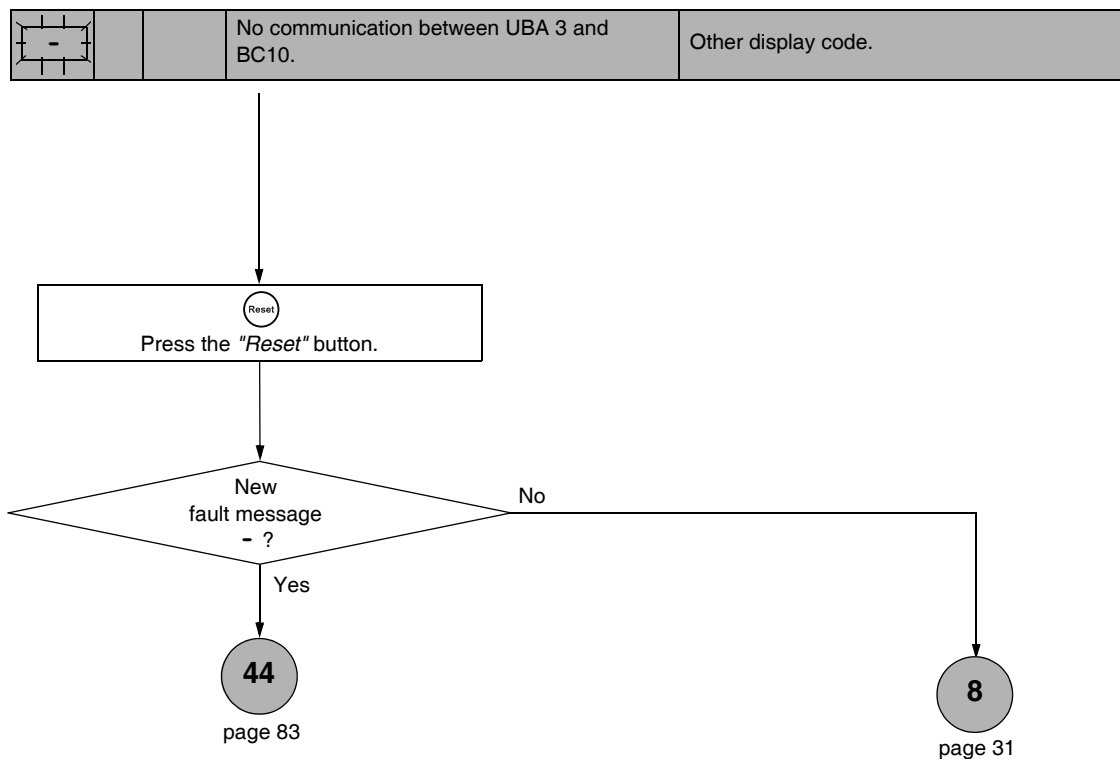 -
No communication between UBA 3 and
BC10.
Other display code.
Reset
Press the "Reset" button.
New
fault message
- ?
No
Yes
44
page 83
8
page 31